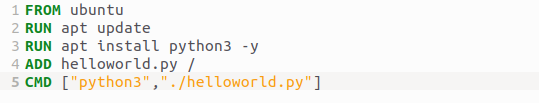 1 FROM ubuntu
2 RUN apt update
3 RUN apt install python3 -y
4 ADD helloworld.py /
5 CMD ["python3","./helloworld.py"]